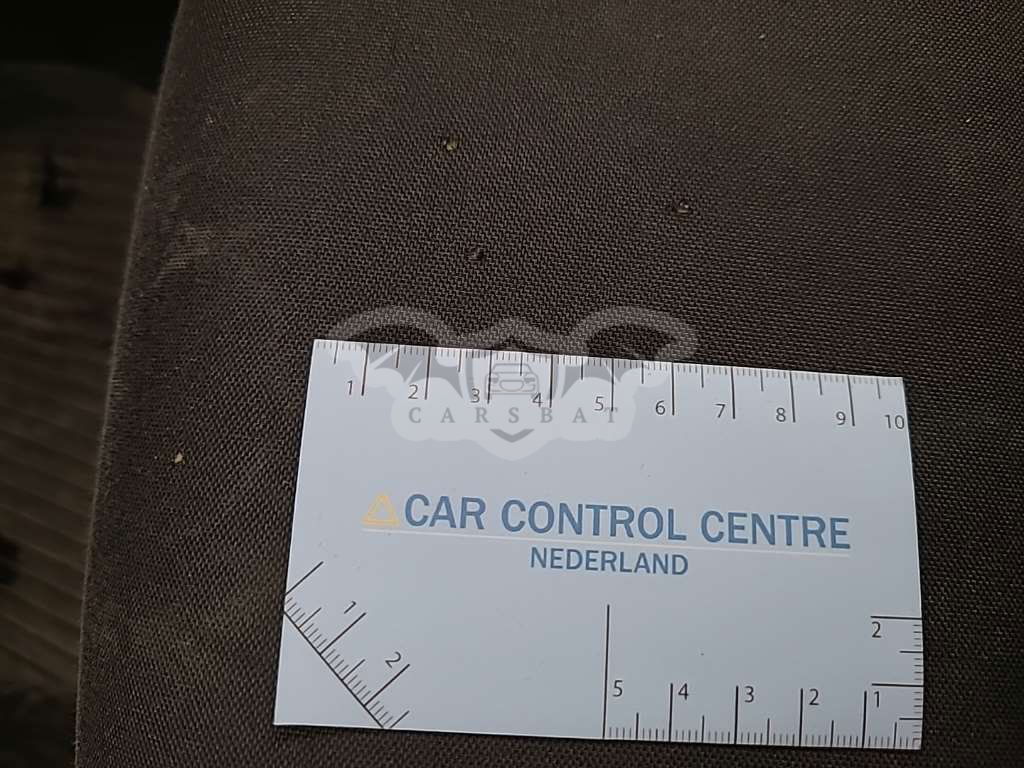 1 2 3 4 5 6 7 8 9 10
CARSBAT
CAR CONTROL CENTRE
NEDERLAND
1
2
2
5 4 3 2 1